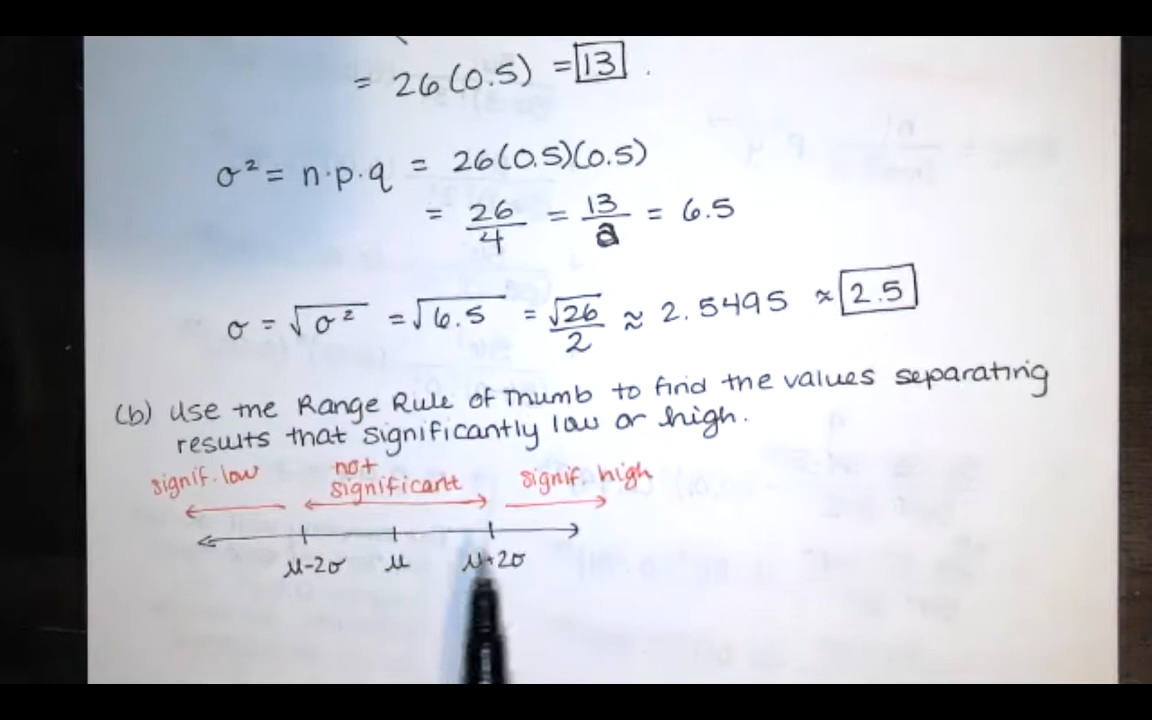 = 26(0.5) = 13
σ² = n·p·q = 26(0.5)(0.5)
= 26/4 = 13/2 = 6.5
σ = √σ² = √6.5 = √26/2 ≈ 2.5495 ≈ 2.5
(b) Use the Range Rule of Thumb to find the values separating
results that significantly low or high.
signif. low not significant signif. high
μ-2σ μ μ+2σ